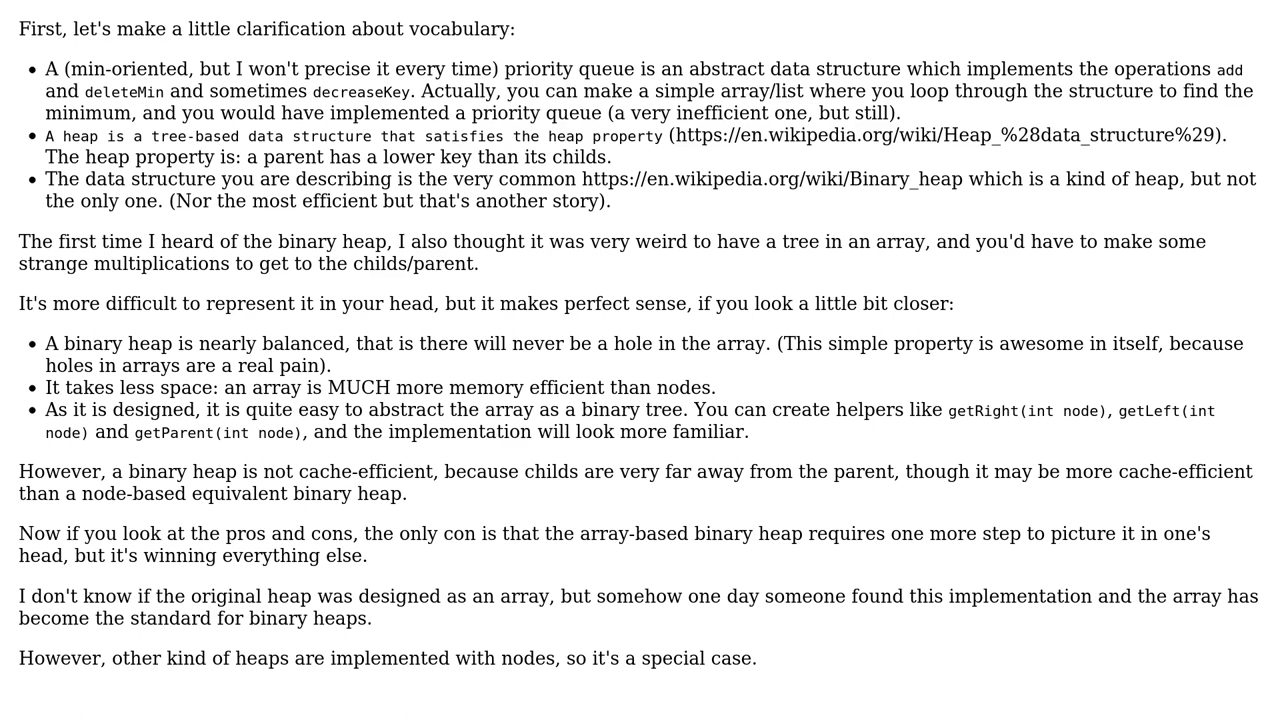 First, let's make a little clarification about vocabulary:
• A (min-oriented, but I won't precise it every time) priority queue is an abstract data structure which implements the operations add
and deleteMin and sometimes decreaseKey. Actually, you can make a simple array/list where you loop through the structure to find the
minimum, and you would have implemented a priority queue (a very inefficient one, but still).
• A heap is a tree-based data structure that satisfies the heap property (https://en.wikipedia.org/wiki/Heap_%28data_structure%29).
The heap property is: a parent has a lower key than its childs.
• The data structure you are describing is the very common https://en.wikipedia.org/wiki/Binary_heap which is a kind of heap, but not
the only one. (Nor the most efficient but that's another story).
The first time I heard of the binary heap, I also thought it was very weird to have a tree in an array, and you'd have to make some
strange multiplications to get to the childs/parent.
It's more difficult to represent it in your head, but it makes perfect sense, if you look a little bit closer:
• A binary heap is nearly balanced, that is there will never be a hole in the array. (This simple property is awesome in itself, because
holes in arrays are a real pain).
• It takes less space: an array is MUCH more memory efficient than nodes.
• As it is designed, it is quite easy to abstract the array as a binary tree. You can create helpers like getRight(int node), getLeft(int
node) and getParent(int node), and the implementation will look more familiar.
However, a binary heap is not cache-efficient, because childs are very far away from the parent, though it may be more cache-efficient
than a node-based equivalent binary heap.
Now if you look at the pros and cons, the only con is that the array-based binary heap requires one more step to picture it in one's
head, but it's winning everything else.
I don't know if the original heap was designed as an array, but somehow one day someone found this implementation and the array has
become the standard for binary heaps.
However, other kind of heaps are implemented with nodes, so it's a special case.